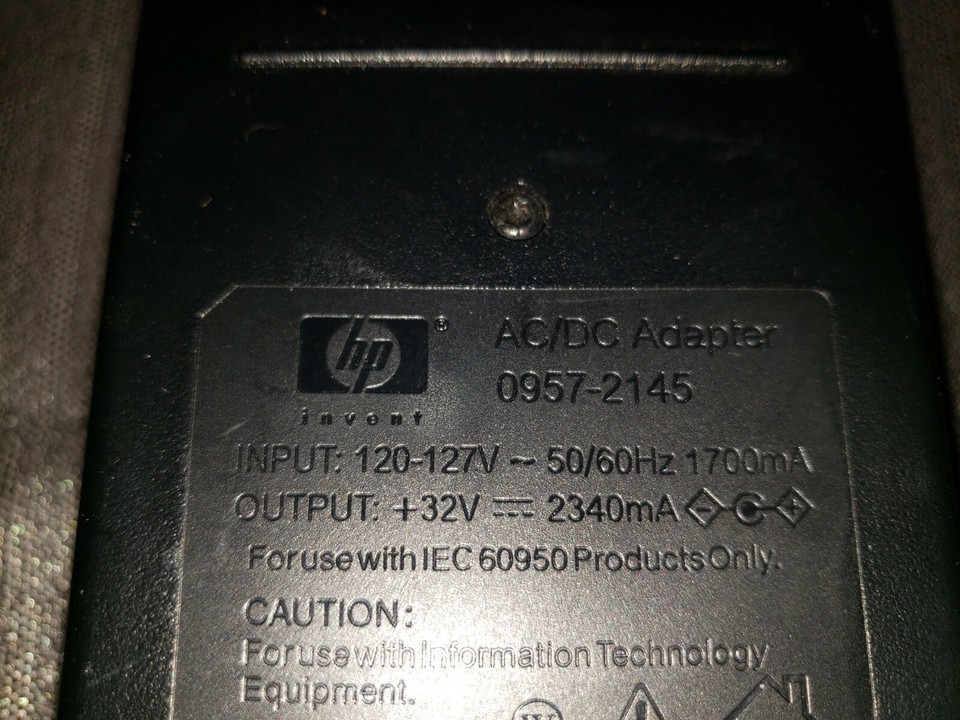 hp®
invent
AC/DC Adapter
0957-2145
INPUT: 120-127V ~ 50/60Hz 1700mA
OUTPUT: +32V ⎓ 2340mA
For use with IEC 60950 Products Only.
CAUTION:
For use with Information Technology
Equipment.